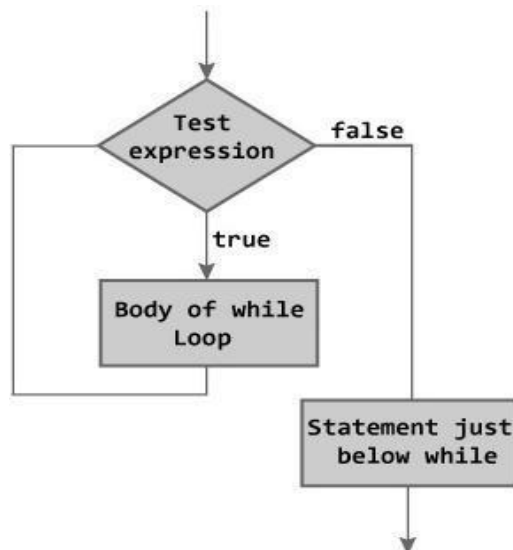 Test
expression
false
true
Body of while
Loop
Statement just
below while